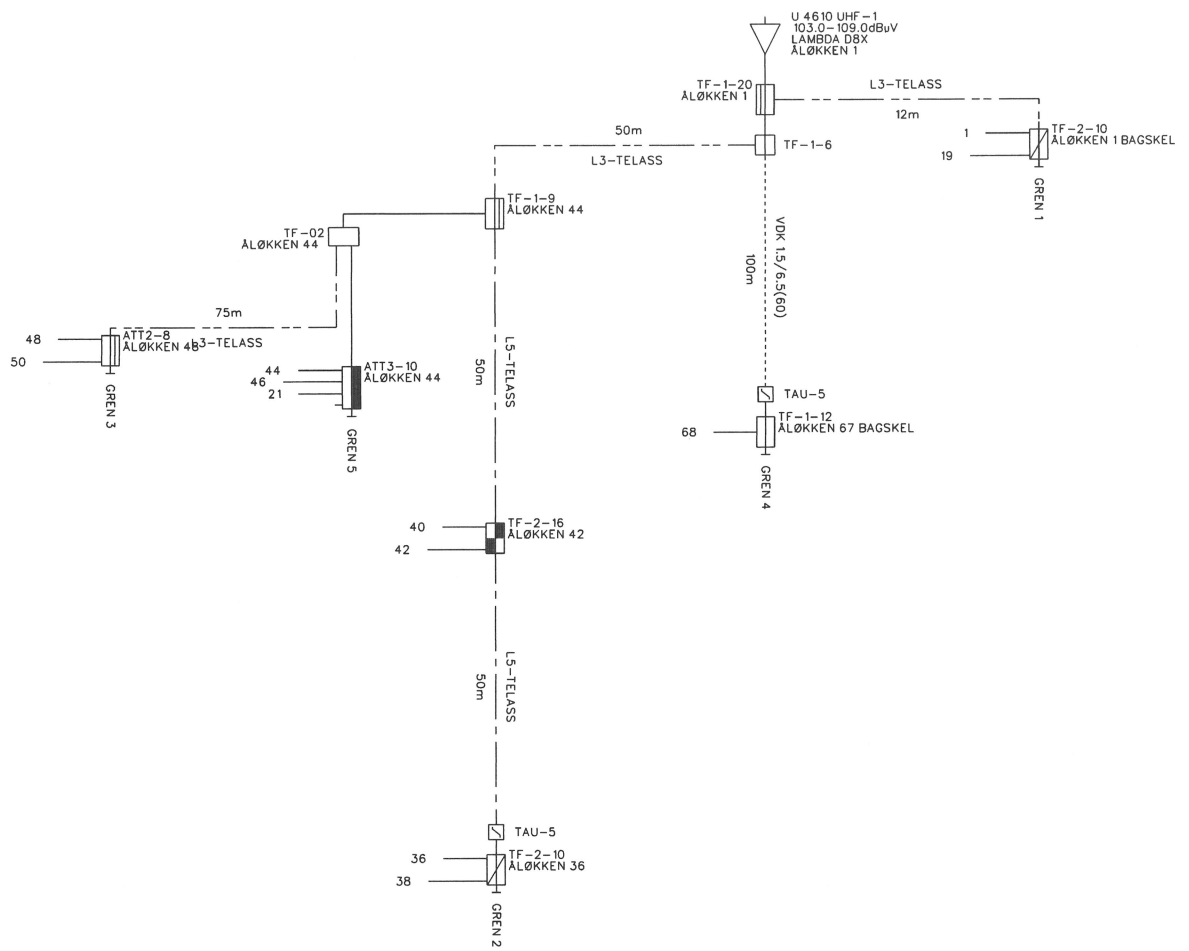 U 4610 UHF-1
103.0-109.0dBµV
LAMBDA D8X
ÅLØKKEN 1
TF-1-20
ÅLØKKEN 1
L3-TELASS
12m
1
19
TF-2-10
ÅLØKKEN 1 BAGSKEL
GREN 1
50m
L3-TELASS
TF-1-6
TF-1-9
ÅLØKKEN 44
TF-02
ÅLØKKEN 44
VDK 1.5/6.5(60)
100m
75m
L3-TELASS
48
50
ATT2-8
ÅLØKKEN 48
GREN 3
44
46
21
ATT3-10
ÅLØKKEN 44
GREN 5
L5-TELASS
50m
TAU-5
68
TF-1-12
ÅLØKKEN 67 BAGSKEL
GREN 4
40
42
TF-2-16
ÅLØKKEN 42
L5-TELASS
50m
TAU-5
36
38
TF-2-10
ÅLØKKEN 36
GREN 2